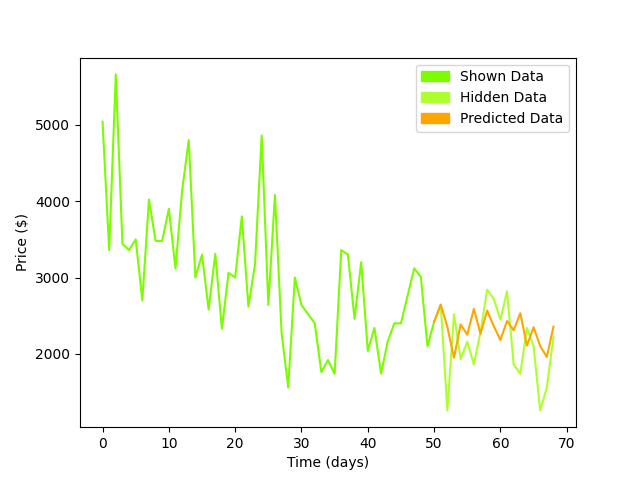 Shown Data
Hidden Data
Predicted Data
5000
4000
3000
2000
Price ($)
0 10 20 30 40 50 60 70
Time (days)